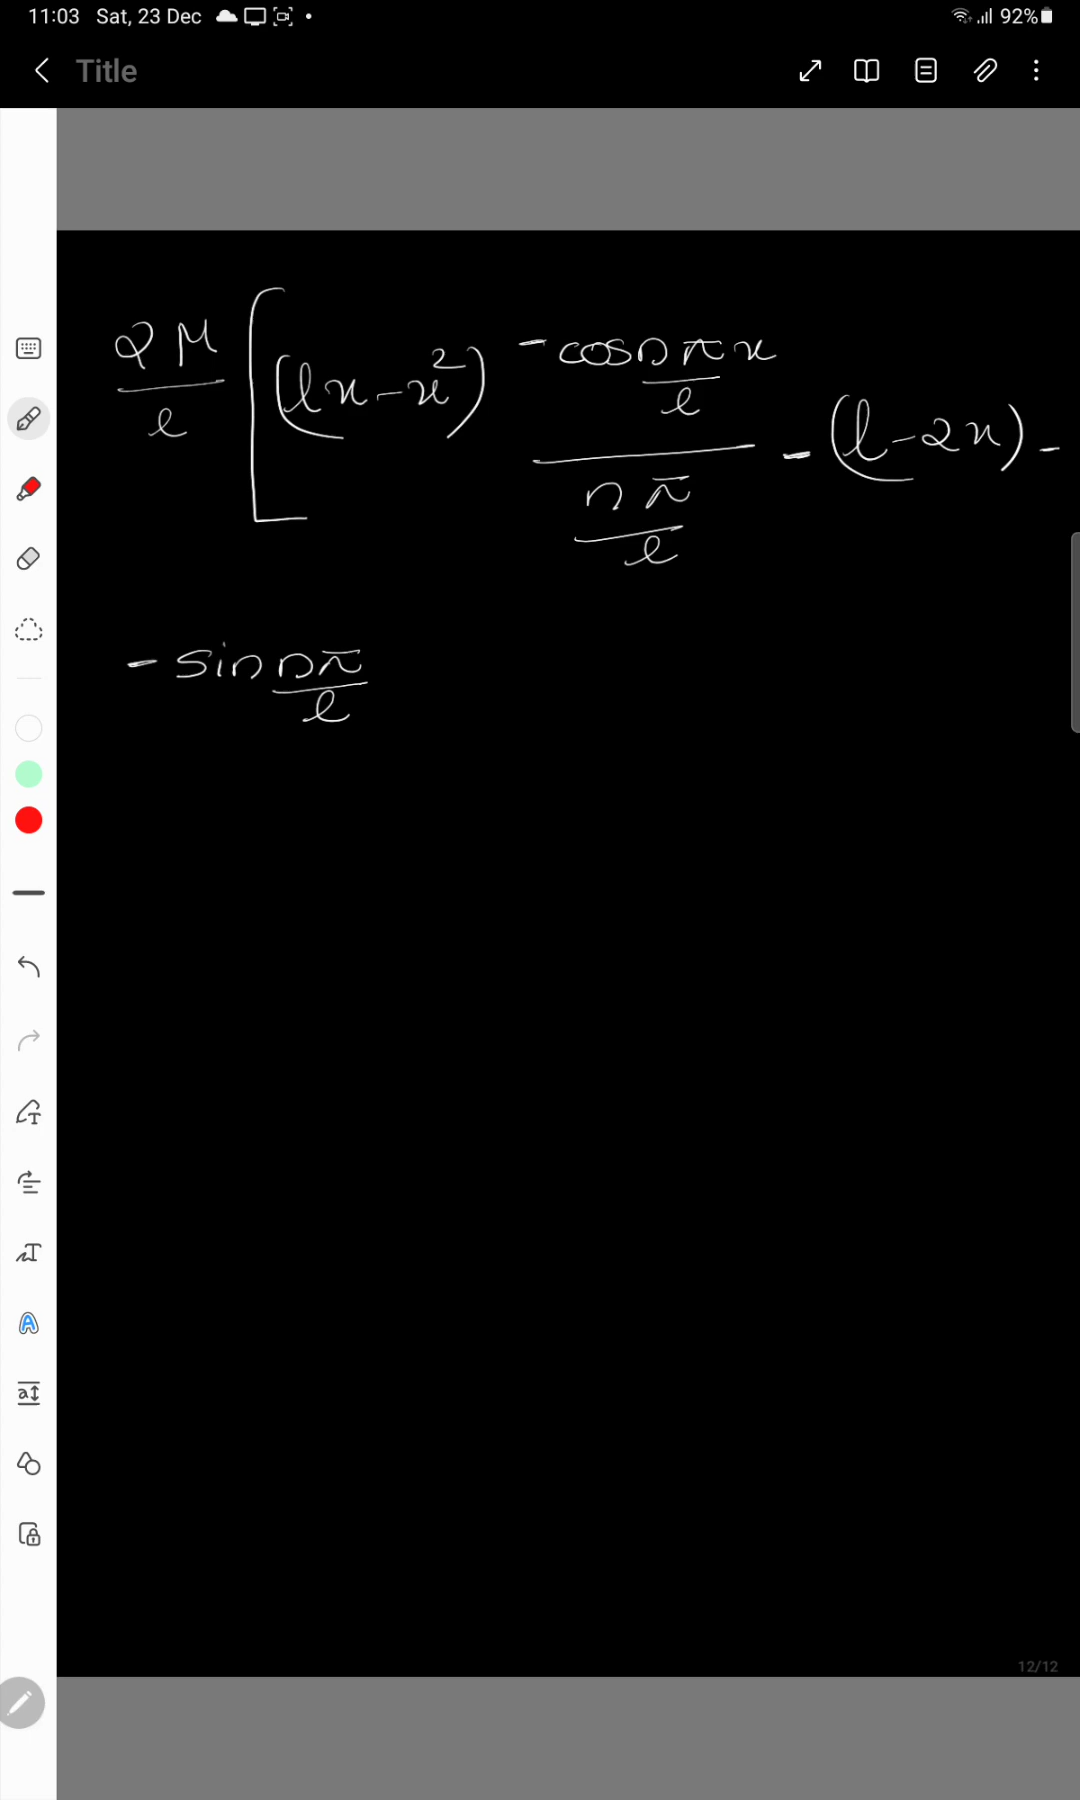 11:03 Sat, 23 Dec 92%
Title
2μ/l [(lx-x²) -cos nπx/l / nπ/l - (l-2x) -
- sin nπ/l
12/12